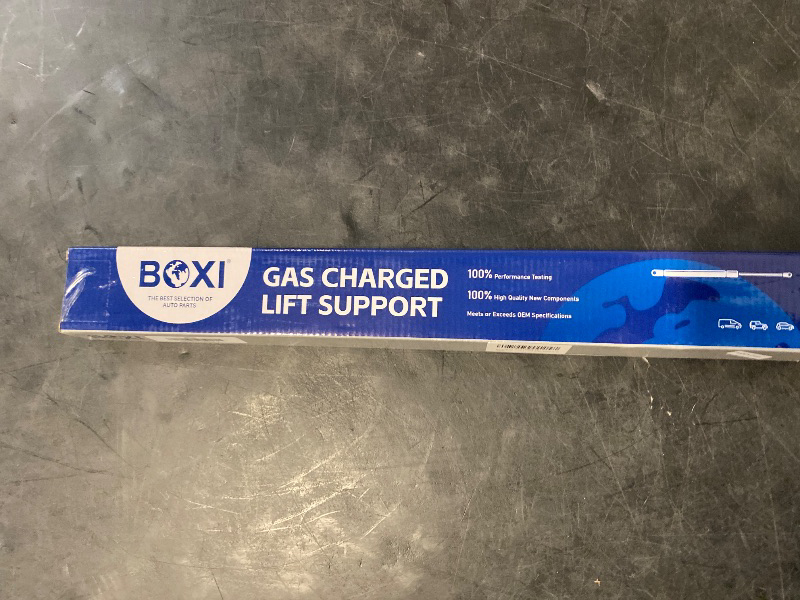 BOXI
THE BEST SELECTION OF
AUTO PARTS
GAS CHARGED
LIFT SUPPORT
100% Performance Testing
100% High Quality New Components
Meets or Exceeds OEM Specifications